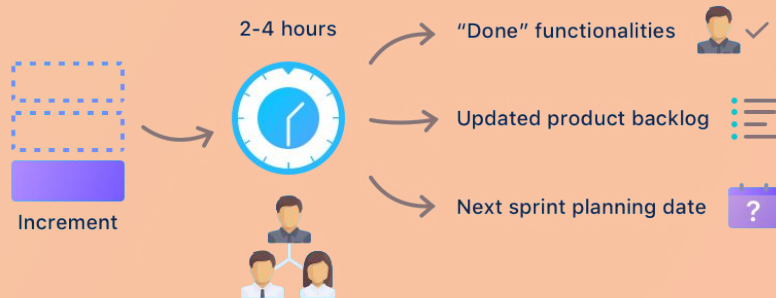 2-4 hours
“Done” functionalities
Updated product backlog
Next sprint planning date
?
Increment